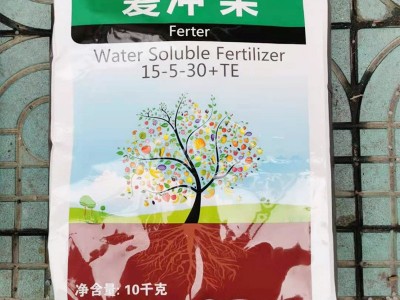 Ferter
Water Soluble Fertilizer
15-5-30+TE
净含量: 10千克